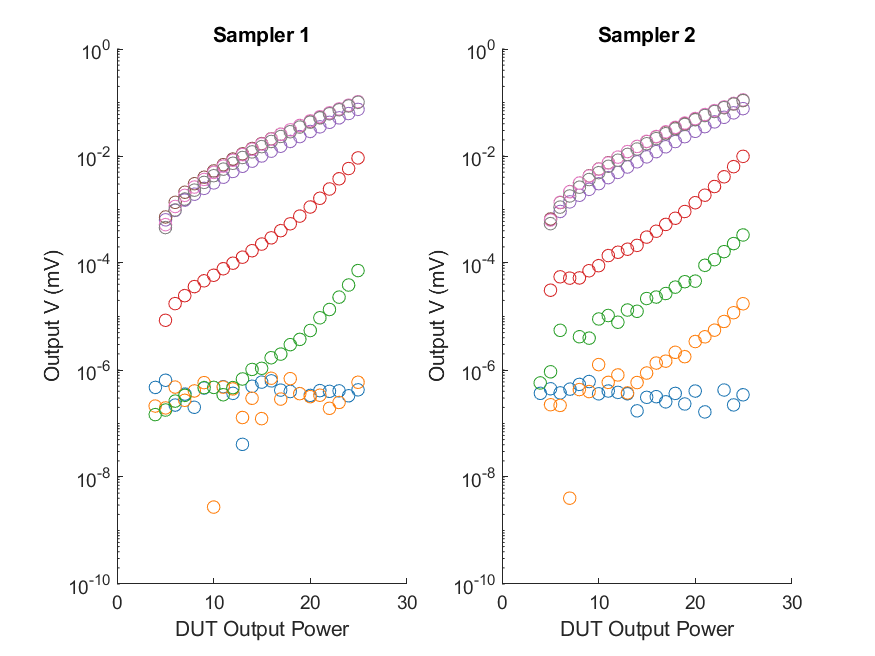 Sampler 1
Output V (mV)
10^0
10^-2
10^-4
10^-6
10^-8
10^-10
0 10 20 30
DUT Output Power
Sampler 2
Output V (mV)
10^0
10^-2
10^-4
10^-6
10^-8
10^-10
0 10 20 30
DUT Output Power